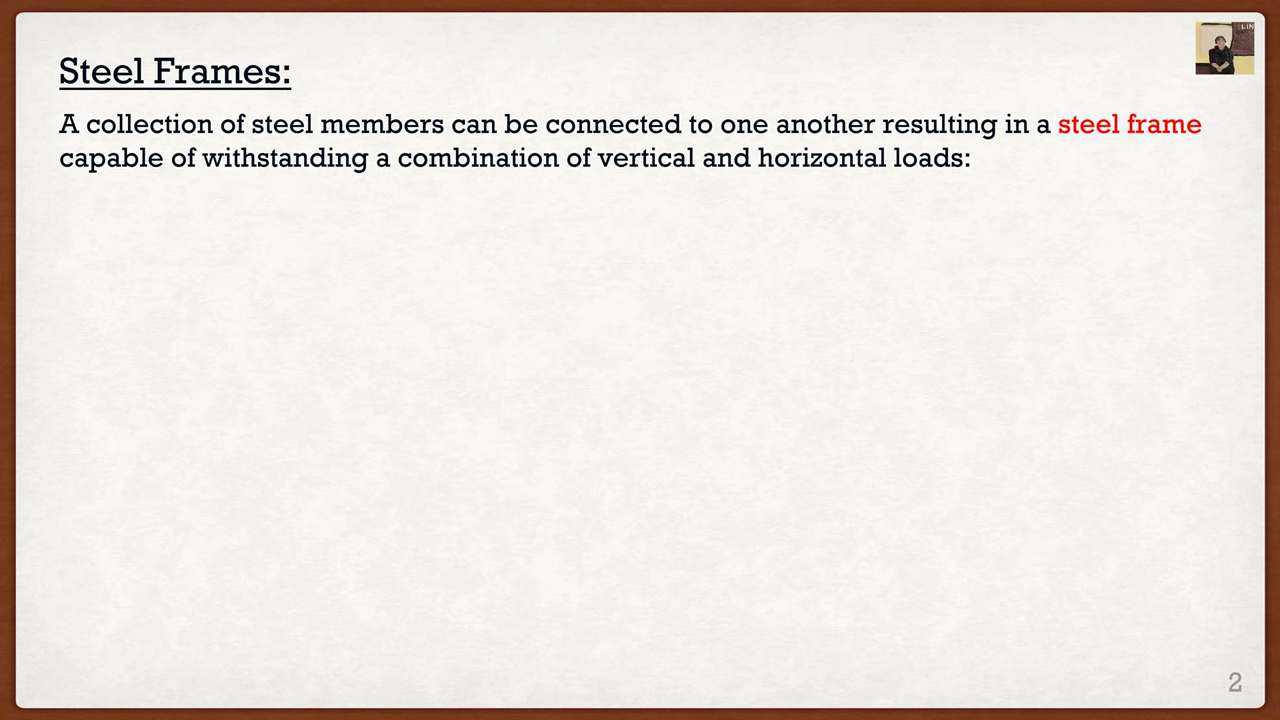 LIN
Steel Frames:
A collection of steel members can be connected to one another resulting in a steel frame
capable of withstanding a combination of vertical and horizontal loads:
2